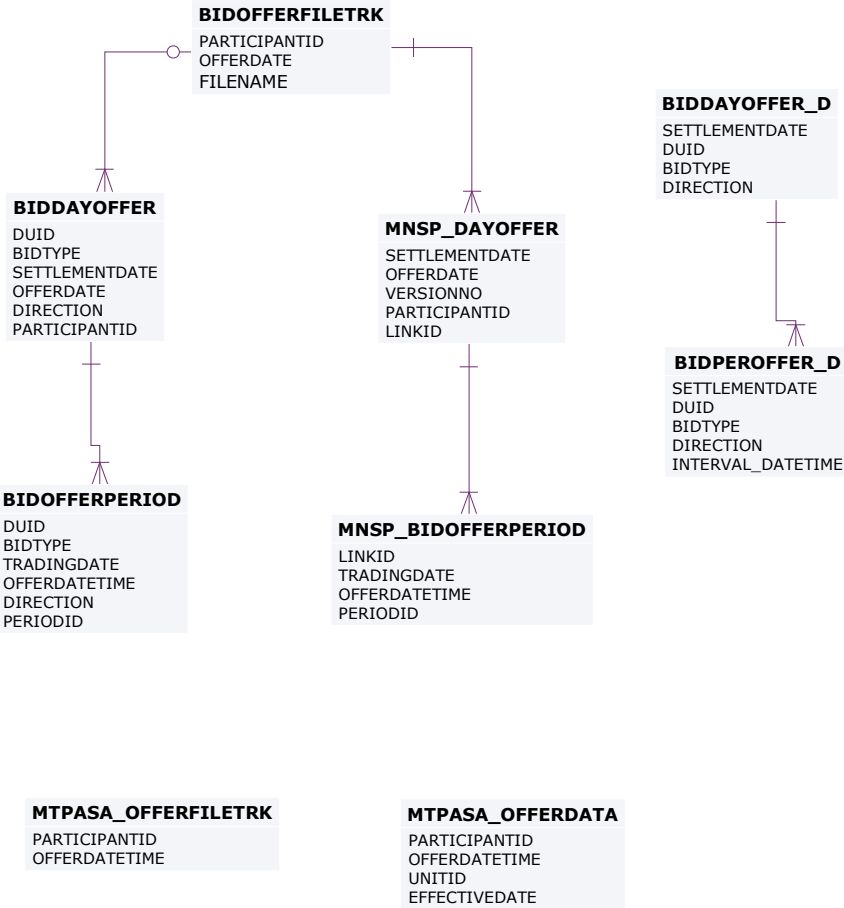 BIDOFFERFILETRK
PARTICIPANTID
OFFERDATE
FILENAME
BIDDAYOFFER_D
SETTLEMENTDATE
DUID
BIDTYPE
DIRECTION
BIDDAYOFFER
DUID
BIDTYPE
SETTLEMENTDATE
OFFERDATE
DIRECTION
PARTICIPANTID
MNSP_DAYOFFER
SETTLEMENTDATE
OFFERDATE
VERSIONNO
PARTICIPANTID
LINKID
BIDPEROFFER_D
SETTLEMENTDATE
DUID
BIDTYPE
DIRECTION
INTERVAL_DATETIME
BIDOFFERPERIOD
DUID
BIDTYPE
TRADINGDATE
OFFERDATETIME
DIRECTION
PERIODID
MNSP_BIDOFFERPERIOD
LINKID
TRADINGDATE
OFFERDATETIME
PERIODID
MTPASA_OFFERFILETRK
PARTICIPANTID
OFFERDATETIME
MTPASA_OFFERDATA
PARTICIPANTID
OFFERDATETIME
UNITID
EFFECTIVEDATE